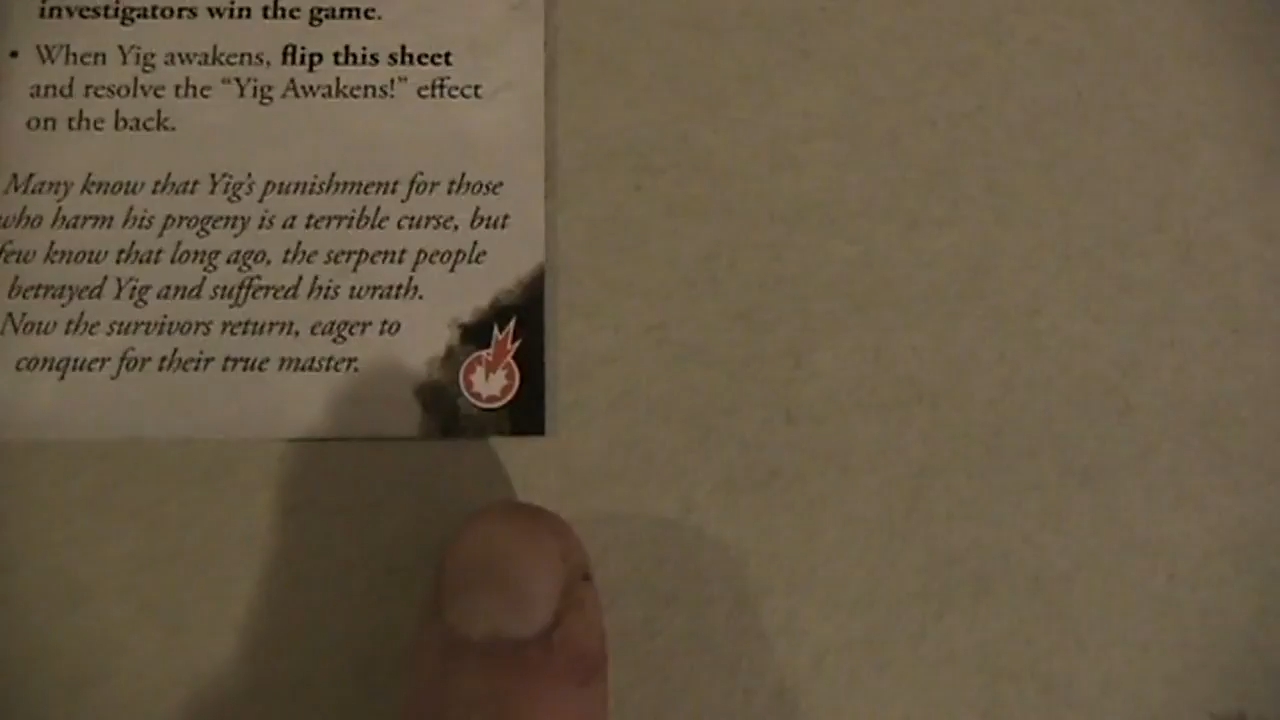 investigators win the game.
• When Yig awakens, flip this sheet
and resolve the “Yig Awakens!” effect
on the back.
Many know that Yig's punishment for those
who harm his progeny is a terrible curse, but
few know that long ago, the serpent people
betrayed Yig and suffered his wrath.
Now the survivors return, eager to
conquer for their true master.